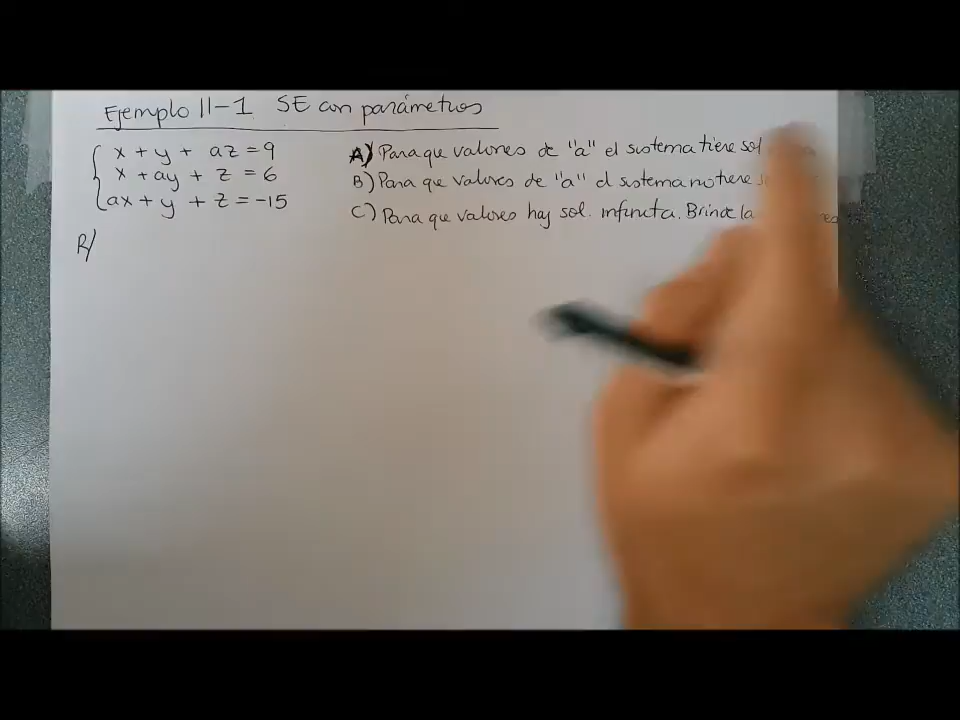 Ejemplo II-1 SE con parámetros
x + y + az = 9
x + ay + z = 6
ax + y + z = -15
A) Para que valores de "a" el sistema tiene sol
B) Para que valores de "a" el sistema no tiene
C) Para que valores hay sol. infinita. Brinde la
R/